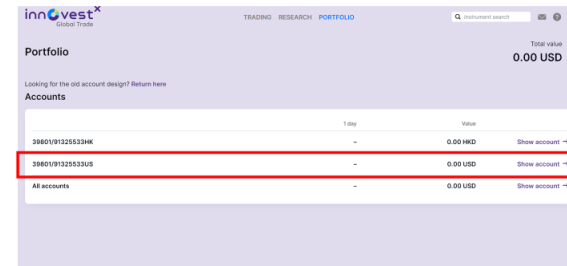 innovestx
Global Trade
TRADING RESEARCH PORTFOLIO
Instrument search
Portfolio
Total value
0.00 USD
Looking for the old account design? Return here
Accounts
1 day Value
39801/91325533HK – 0.00 HKD Show account →
39801/91325533US – 0.00 USD Show account →
All accounts – 0.00 USD Show account →